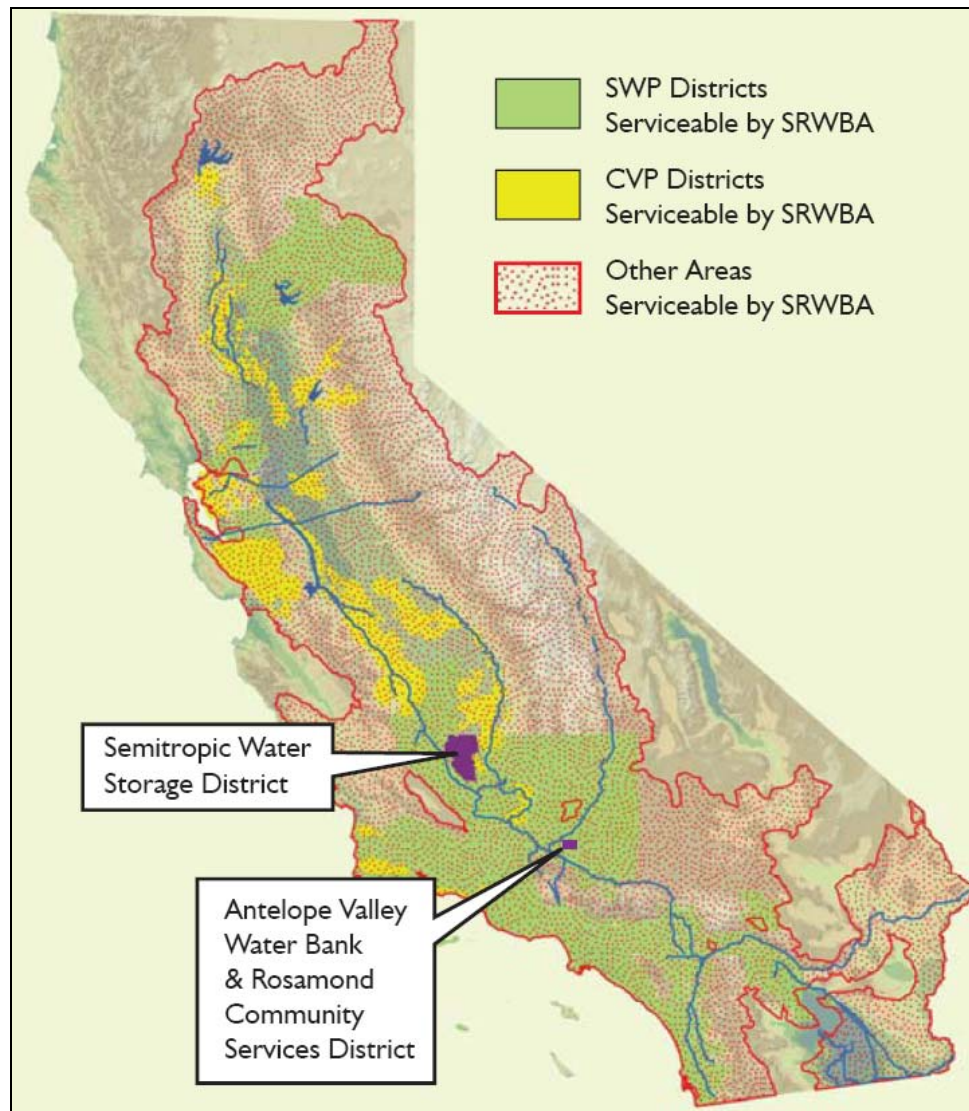 SWP Districts
Serviceable by SRWBA
CVP Districts
Serviceable by SRWBA
Other Areas
Serviceable by SRWBA
Semitropic Water
Storage District
Antelope Valley
Water Bank
& Rosamond
Community
Services District